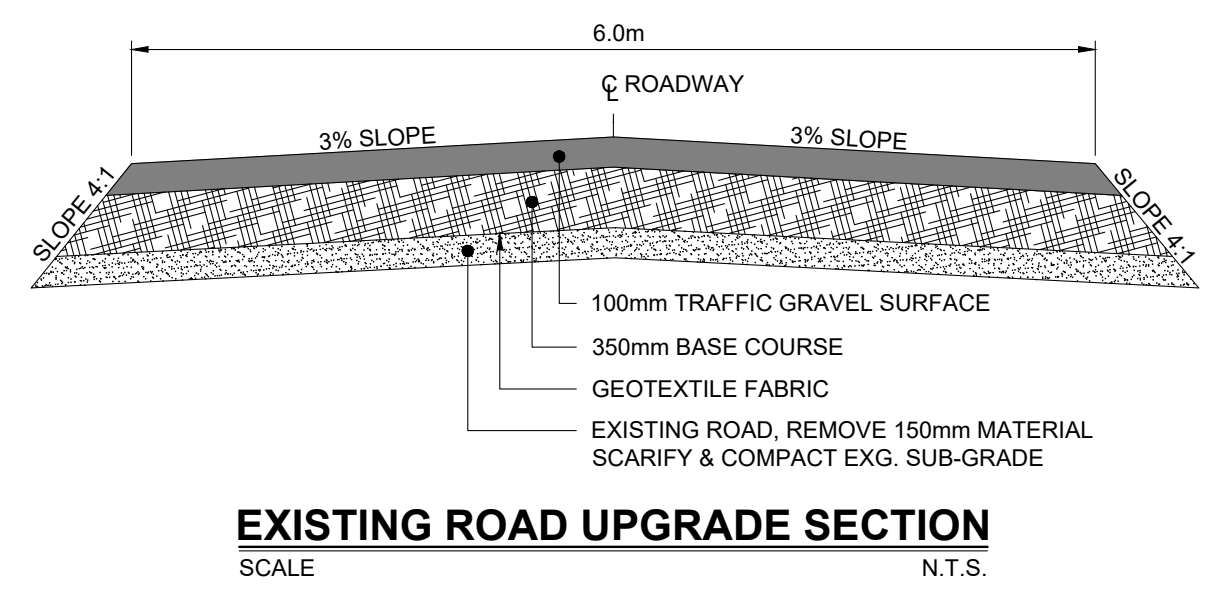 6.0m
℄ ROADWAY
3% SLOPE
3% SLOPE
SLOPE 4:1
SLOPE 4:1
100mm TRAFFIC GRAVEL SURFACE
350mm BASE COURSE
GEOTEXTILE FABRIC
EXISTING ROAD, REMOVE 150mm MATERIAL
SCARIFY & COMPACT EXG. SUB-GRADE
EXISTING ROAD UPGRADE SECTION
SCALE N.T.S.